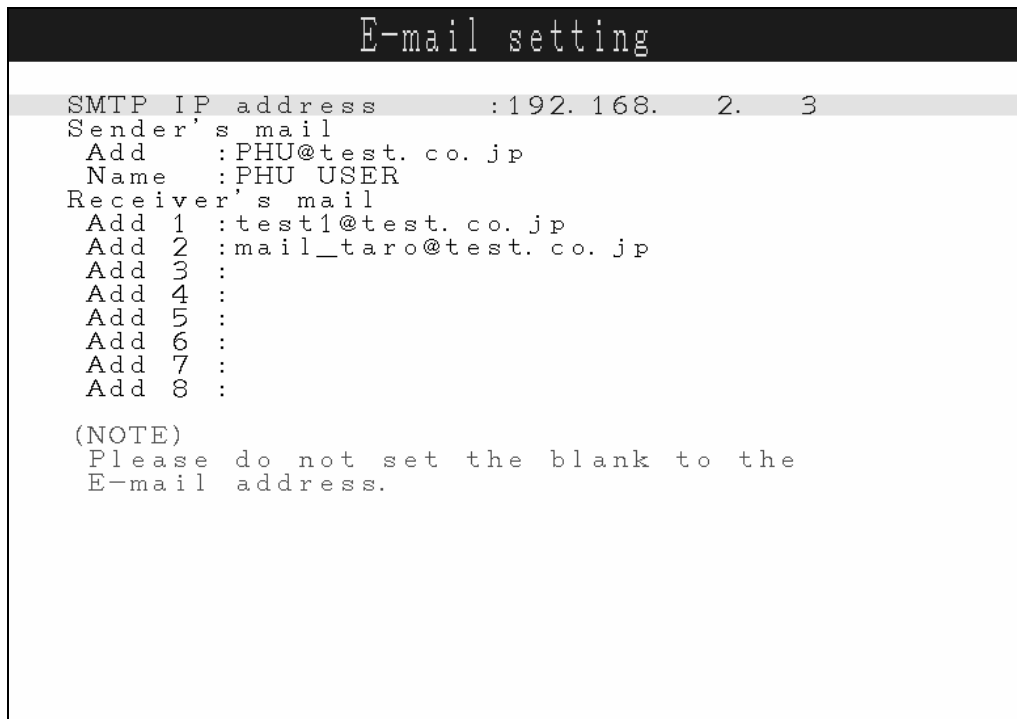 E-mail setting
SMTP IP address :192.168. 2. 3
Sender's mail
Add :PHU@test.co.jp
Name :PHU USER
Receiver's mail
Add 1 :test1@test.co.jp
Add 2 :mail_taro@test.co.jp
Add 3 :
Add 4 :
Add 5 :
Add 6 :
Add 7 :
Add 8 :
(NOTE)
Please do not set the blank to the
E-mail address.